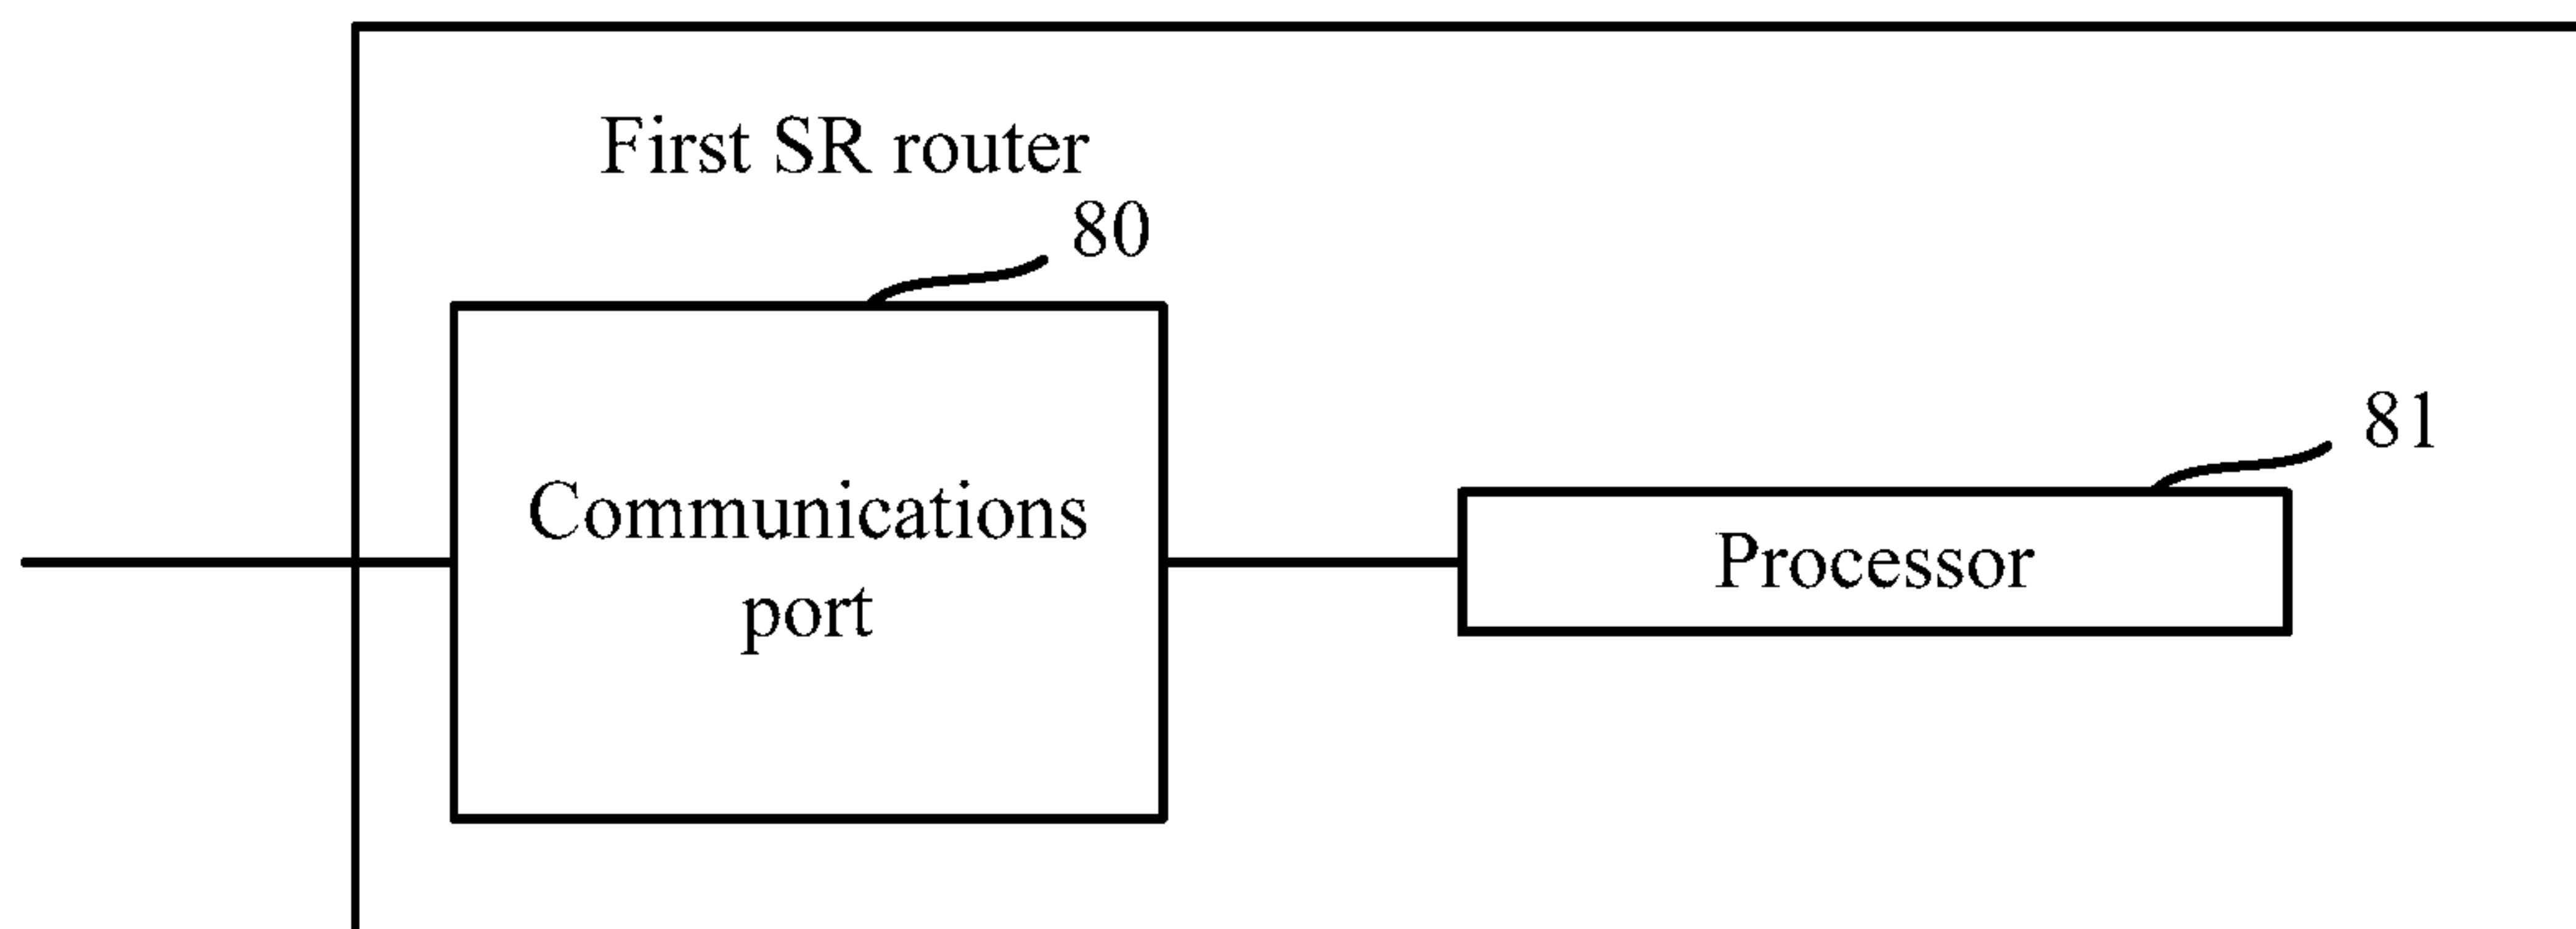 First SR router
80
81
Communications
port
Processor